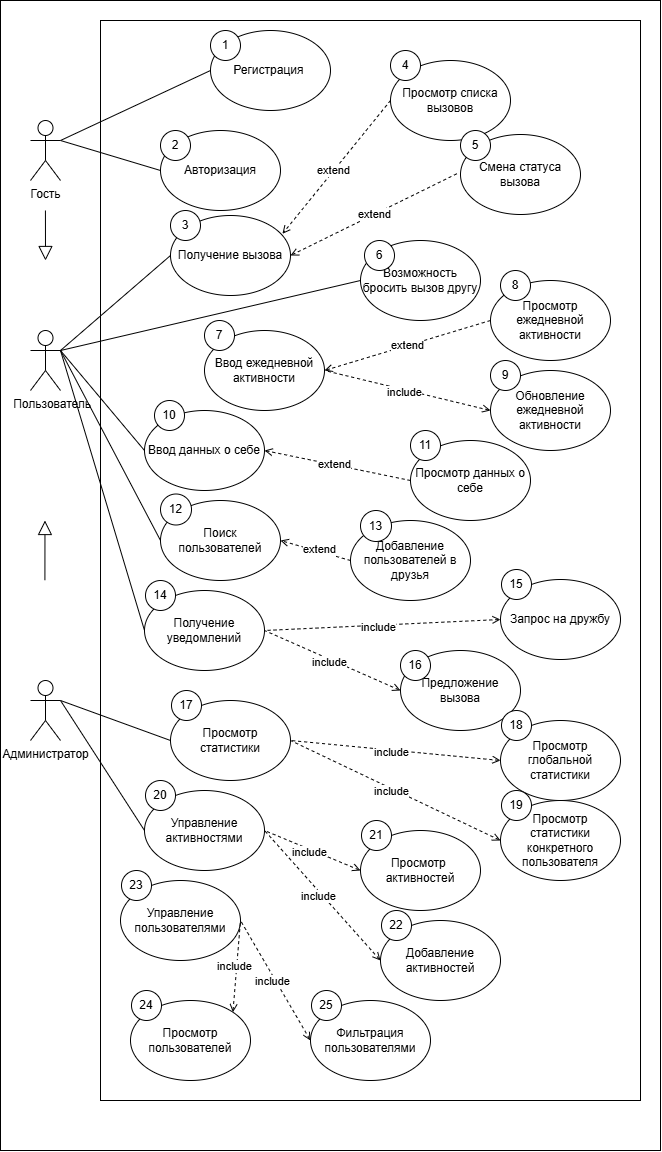 1
Регистрация
4
Просмотр списка
вызовов
2
Авторизация
extend
5
Смена статуса
вызова
Гость
3
Получение вызова
extend
6
Возможность
бросить вызов другу
8
Просмотр
ежедневной
активности
7
Ввод ежедневной
активности
extend
include
9
Обновление
ежедневной
активности
Пользователь
10
Ввод данных о себе
extend
11
Просмотр данных о
себе
12
Поиск
пользователей
extend
13
Добавление
пользователей в
друзья
14
Получение
уведомлений
include
15
Запрос на дружбу
include
16
Предложение
вызова
Администратор
17
Просмотр
статистики
include
18
Просмотр
глобальной
статистики
include
19
Просмотр
статистики
конкретного
пользователя
20
Управление
активностями
include
21
Просмотр
активностей
include
22
Добавление
активностей
23
Управление
пользователями
include
include
24
Просмотр
пользователей
25
Фильтрация
пользователями